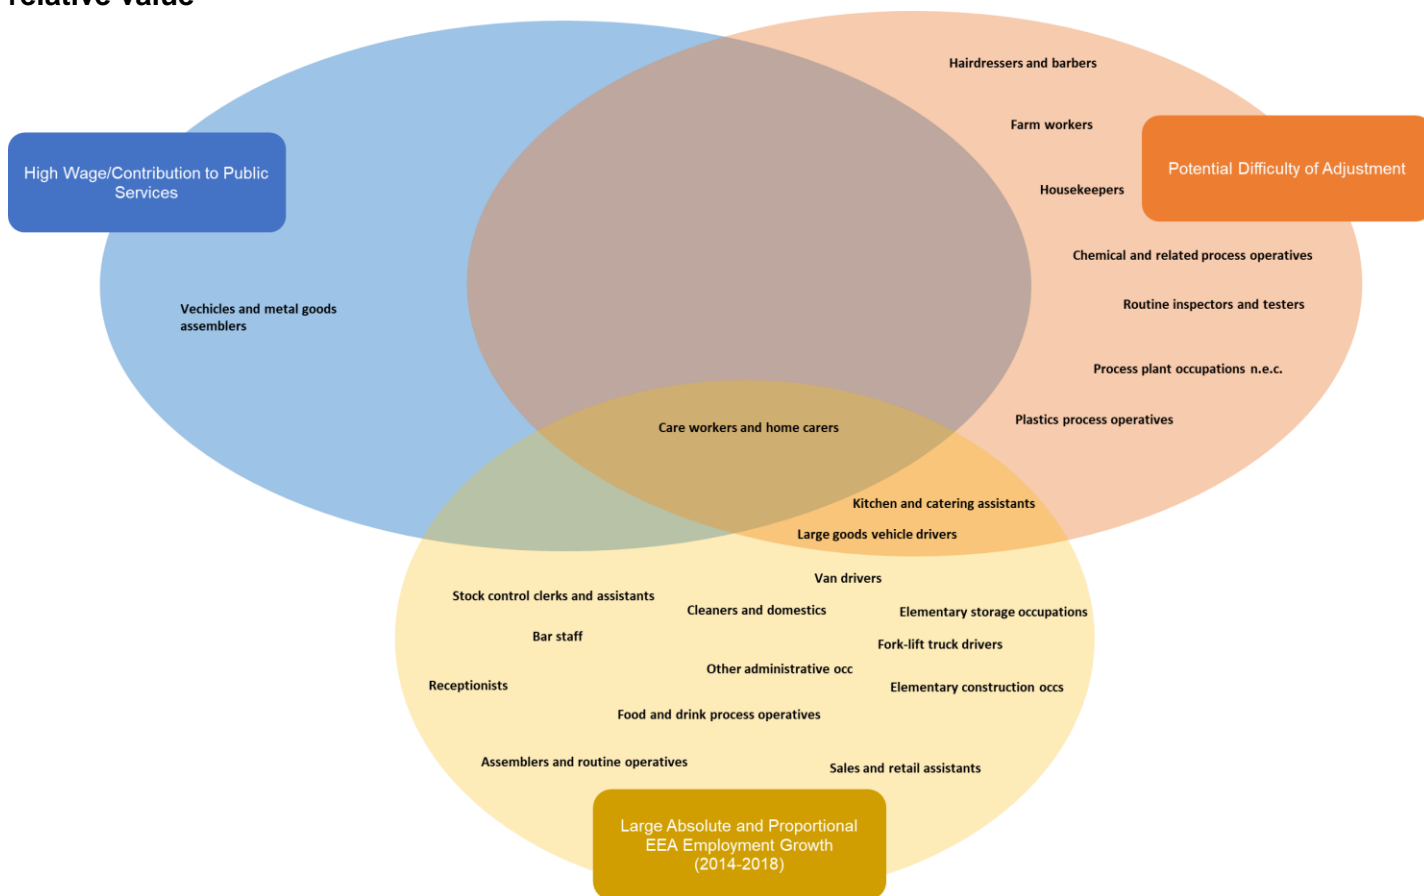 relative value
Hairdressers and barbers
Farm workers
High Wage/Contribution to Public
Services
Potential Difficulty of Adjustment
Housekeepers
Chemical and related process operatives
Vechicles and metal goods
assemblers
Routine inspectors and testers
Process plant occupations n.e.c.
Plastics process operatives
Care workers and home carers
Kitchen and catering assistants
Large goods vehicle drivers
Van drivers
Stock control clerks and assistants
Cleaners and domestics
Elementary storage occupations
Bar staff
Fork-lift truck drivers
Other administrative occ
Receptionists
Elementary construction occs
Food and drink process operatives
Assemblers and routine operatives
Sales and retail assistants
Large Absolute and Proportional
EEA Employment Growth
(2014-2018)